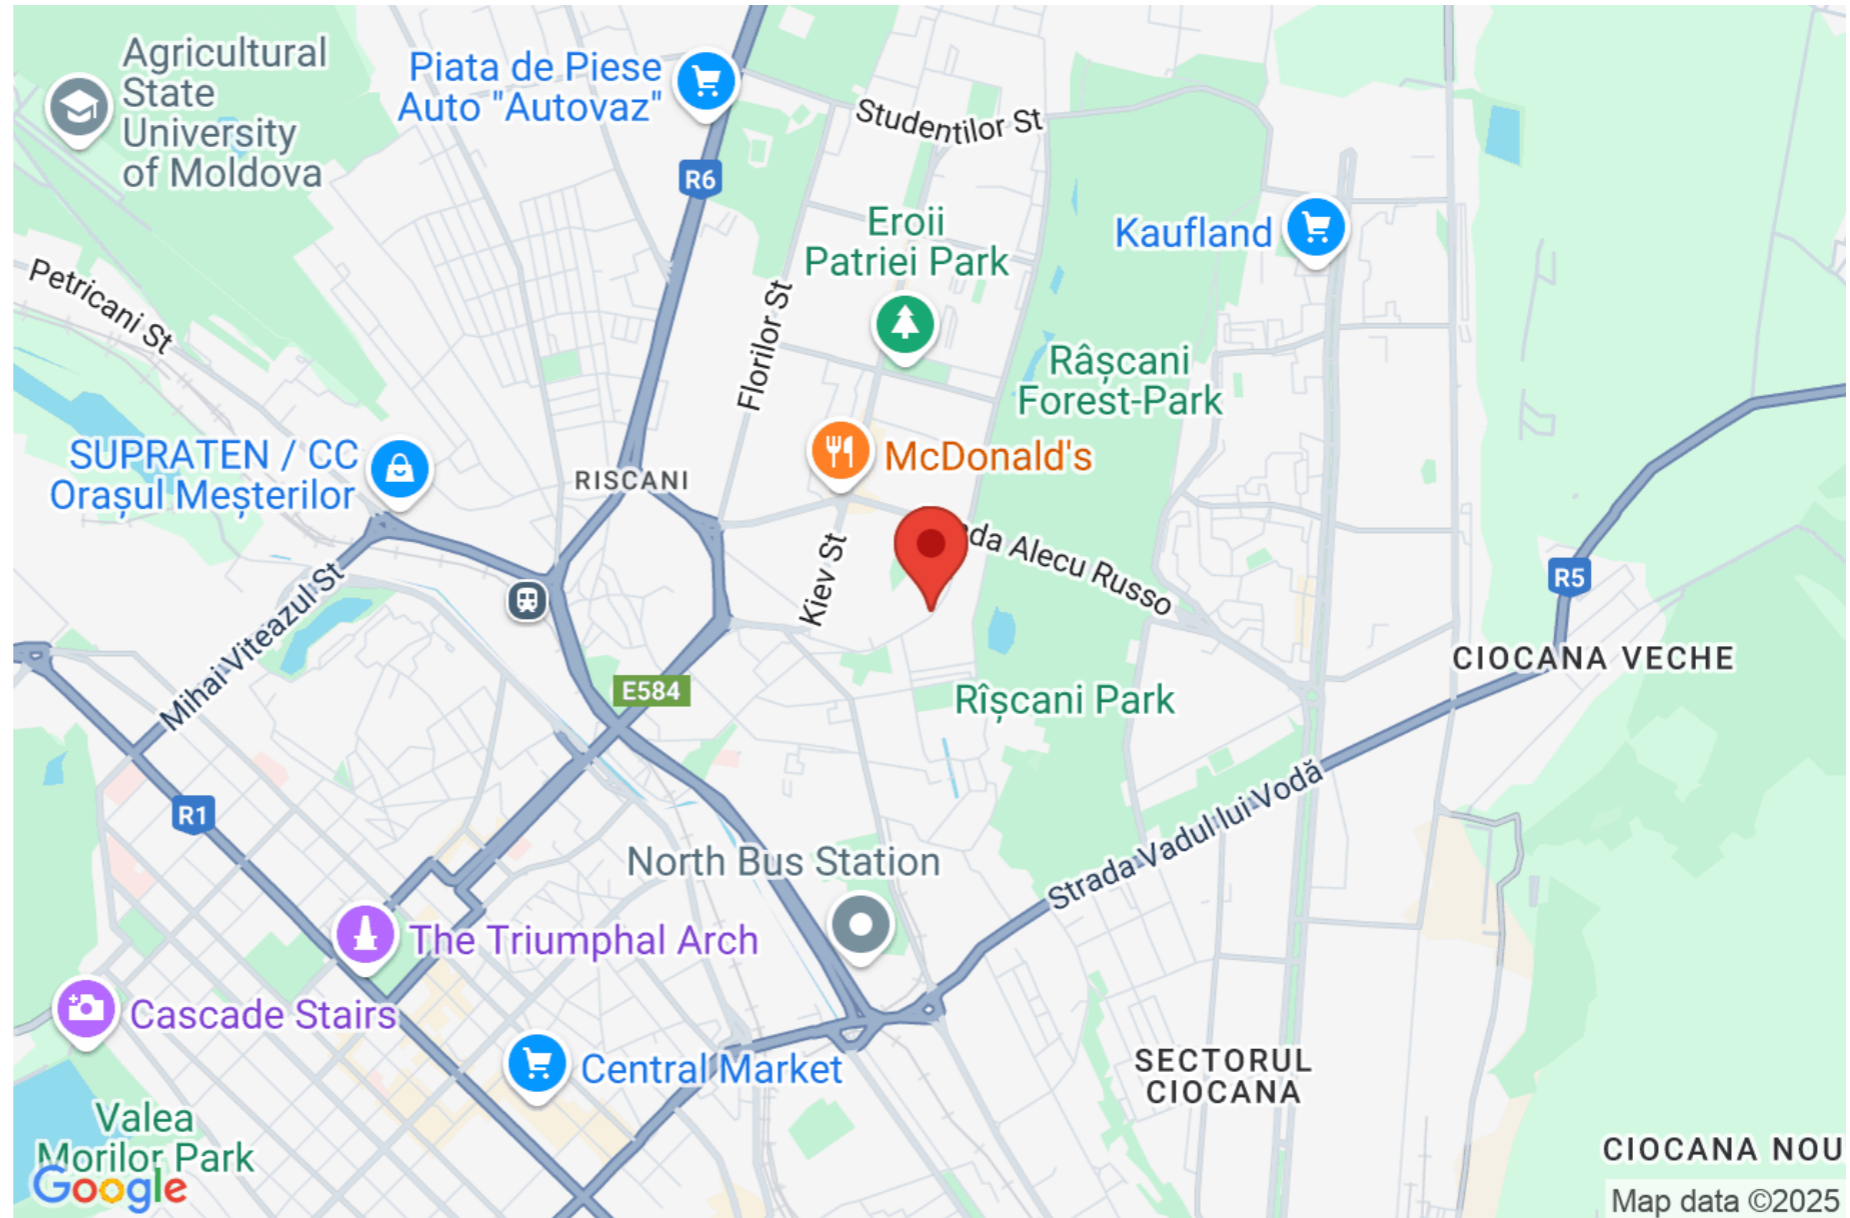 Agricultural
State
University
of Moldova
Piata de Piese
Auto "Autovaz"
Studentilor St
R6
Eroii
Patriei Park
Kaufland
Petricani St
Florilor St
Râșcani
Forest-Park
SUPRATEN / CC
Orașul Meșterilor
RISCANI
McDonald's
Kiev St
da Alecu Russo
R5
Mihai Viteazul St
CIOCANA VECHE
E584
Rîșcani Park
R1
Strada Vadul lui Vodă
North Bus Station
The Triumphal Arch
Cascade Stairs
Central Market
SECTORUL
CIOCANA
Valea
Morilor Park
CIOCANA NOU
Google
Map data ©2025